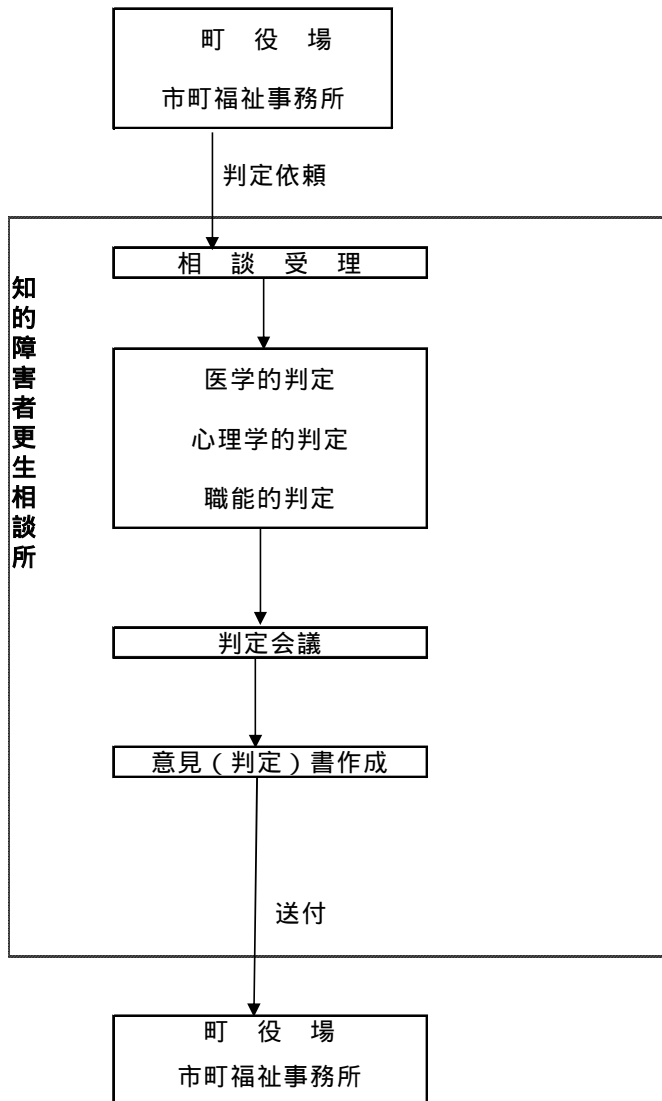 町　役　場
市町福祉事務所
判定依頼
相　談　受　理
知的障害者更生相談所
医学的判定
心理学的判定
職能的判定
判定会議
意見（判定）書作成
送付
町　役　場
市町福祉事務所